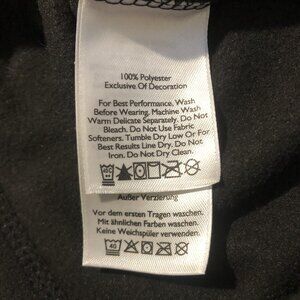 100% Polyester
Exclusive Of Decoration
For Best Performance, Wash
Before Wearing. Machine Wash
Warm Delicate Separately. Do Not
Bleach. Do Not Use Fabric
Softeners. Tumble Dry Low Or For
Best Results Line Dry. Do Not
Iron. Do Not Dry Clean.
Außer Verzierung
Vor dem ersten Tragen waschen.
Mit ähnlichen Farben waschen.
Keine Weichspüler verwenden.
40